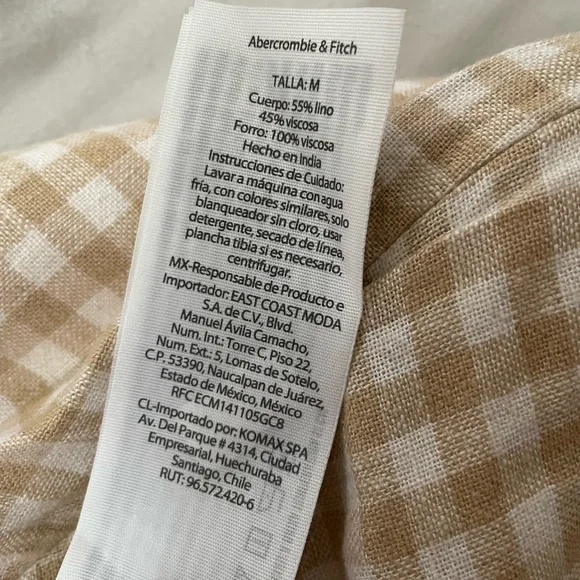 Abercrombie & Fitch
TALLA: M
Cuerpo: 55% lino
45% viscosa
Forro: 100% viscosa
Hecho en India
Instrucciones de Cuidado:
Lavar a máquina con agua
fría, con colores similares, solo
blanqueador sin cloro, usar
detergente, secado de línea,
plancha tibia si es necesario,
centrifugar.
MX-Responsable de Producto e
Importador: EAST COAST MODA
S.A. de C.V., Blvd.
Manuel Ávila Camacho,
Num. Int.: Torre C, Piso 22,
Num. Ext.: 5, Lomas de Sotelo,
C.P. 53390, Naucalpan de Juárez,
Estado de México, México
RFC ECM141105GC8
CL-Importado por: KOMAX SPA
Av. Del Parque # 4314, Ciudad
Empresarial, Huechuraba
Santiago, Chile
RUT: 96.572.420-6